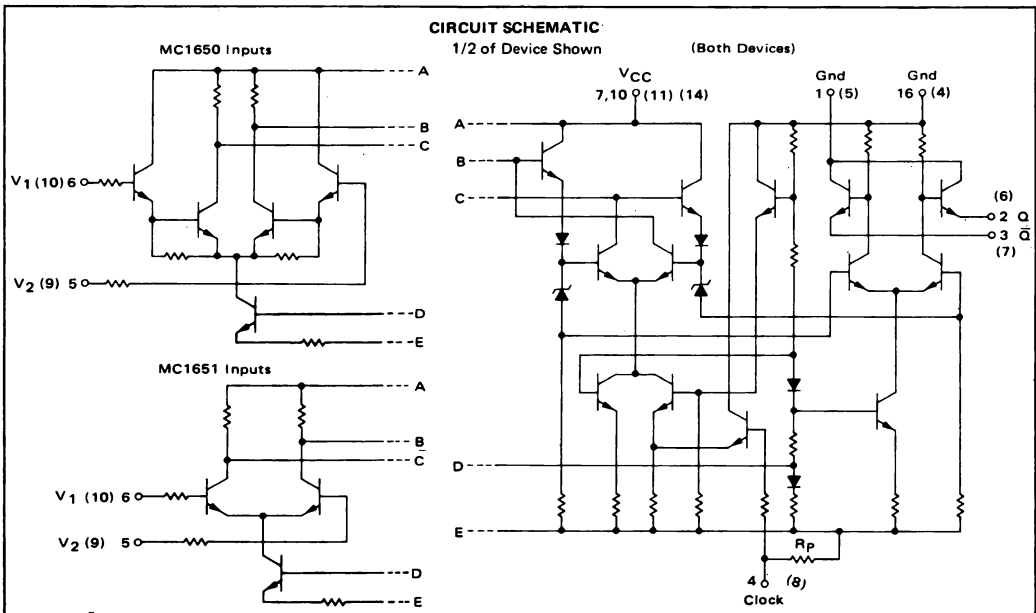 CIRCUIT SCHEMATIC
1/2 of Device Shown (Both Devices)
MC1650 Inputs
A
B
C
V1 (10) 6
V2 (9) 5
D
E
MC1651 Inputs
A
B
C
V1 (10) 6
V2 (9) 5
D
E
VCC
7,10 (11) (14)
Gnd
1 (5)
Gnd
16 (4)
A
B
C
(6)
2 Q
3 Q̅
(7)
D
E
RP
4 (8)
Clock